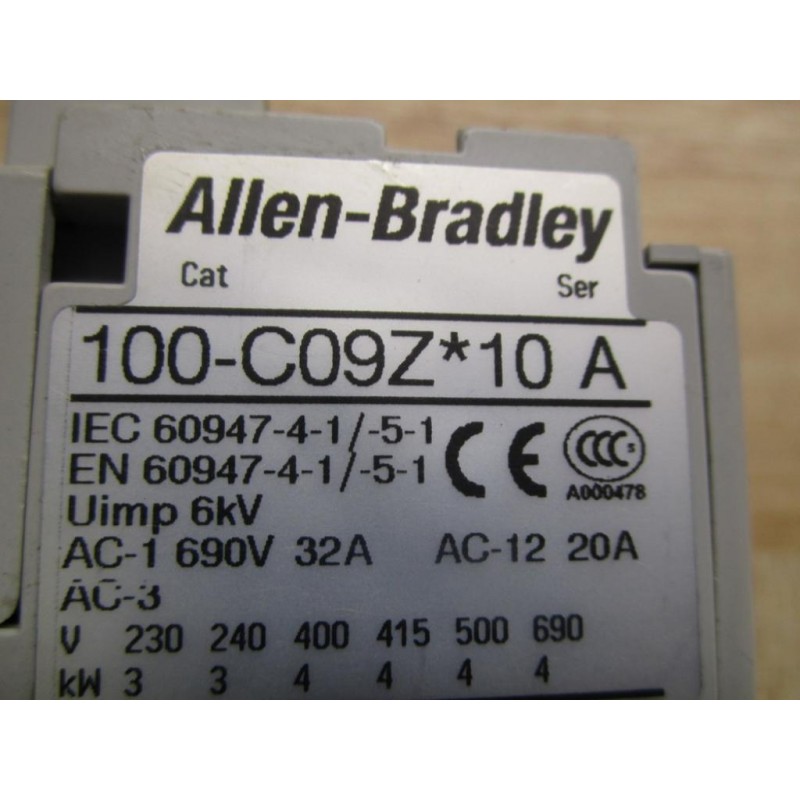 Allen-Bradley
Cat Ser
100-C09Z*10 A
IEC 60947-4-1/-5-1
EN 60947-4-1/-5-1
CE
CCC S
A000478
Uimp 6kV
AC-1 690V 32A AC-12 20A
AC-3
V 230 240 400 415 500 690
kW 3 3 4 4 4 4